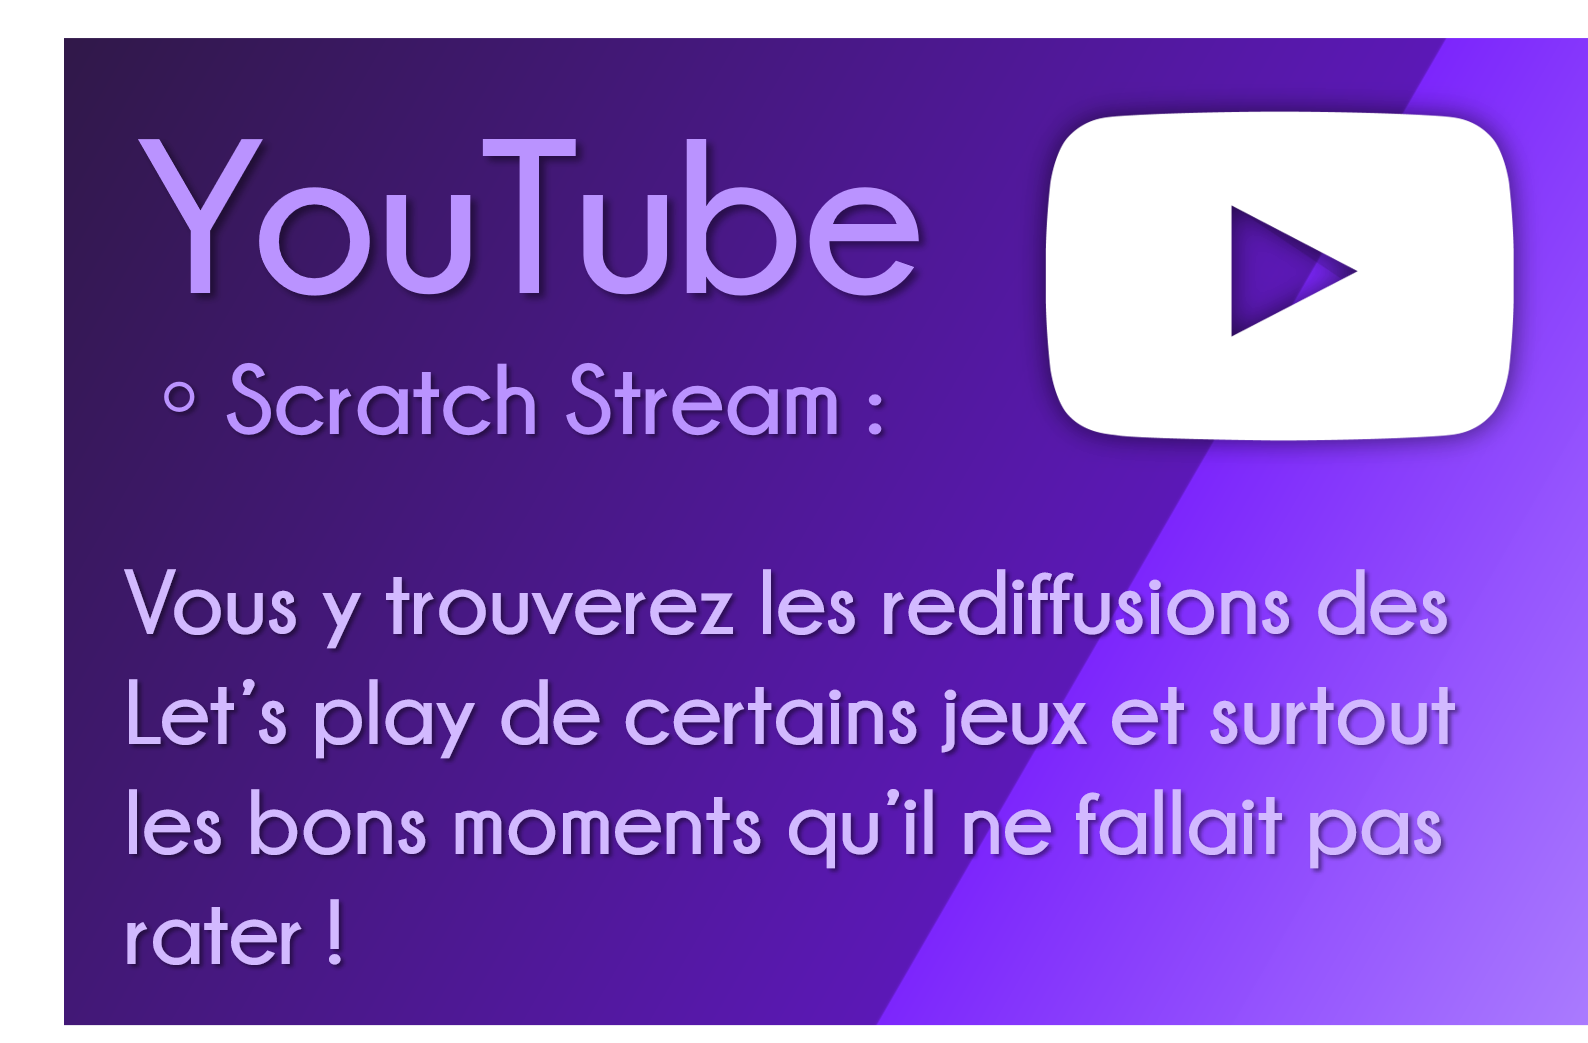 YouTube
° Scratch Stream :
Vous y trouverez les rediffusions des
Let's play de certains jeux et surtout
les bons moments qu'il ne fallait pas
rater !